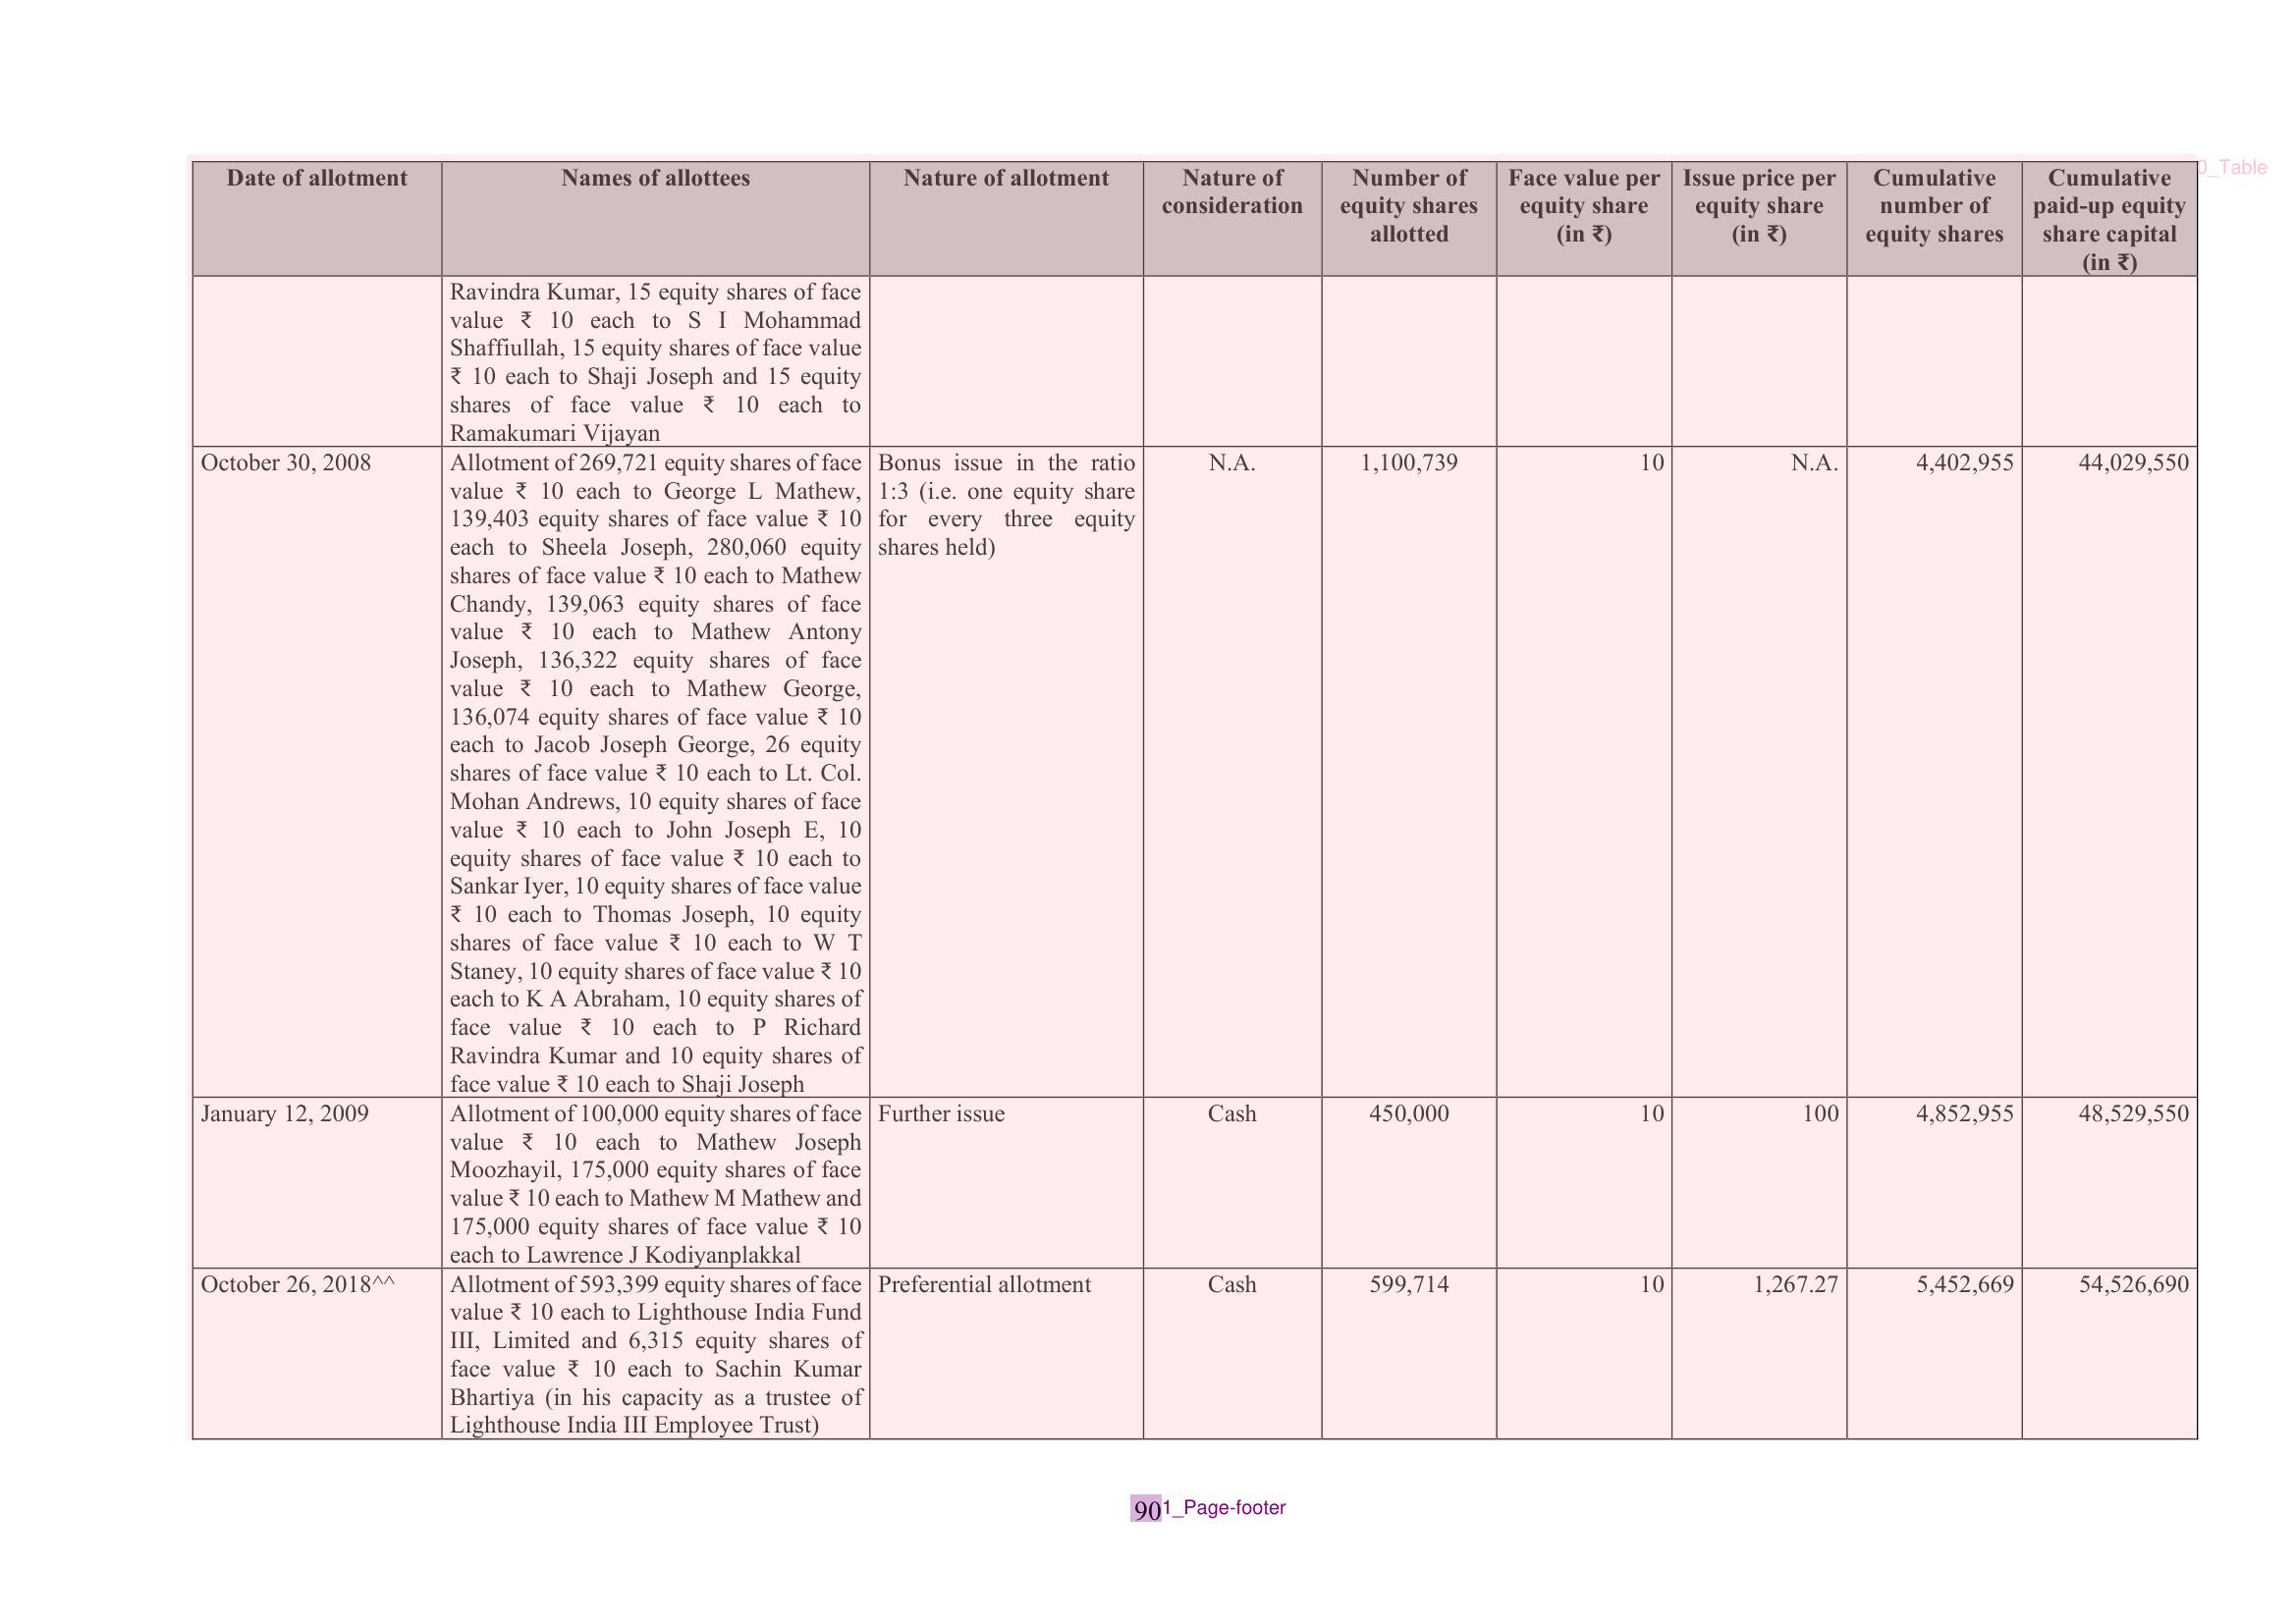 Date of allotment
Names of allottees
Nature of allotment
Nature of
consideration
Number of
equity shares
allotted
Face value per
equity share
(in ₹)
Issue price per
equity share
(in ₹)
Cumulative
number of
equity shares
Cumulative
paid-up equity
share capital
(in ₹)
0_Table
Ravindra Kumar, 15 equity shares of face
value ₹ 10 each to S I Mohammad
Shaffiullah, 15 equity shares of face value
₹ 10 each to Shaji Joseph and 15 equity
shares of face value ₹ 10 each to
Ramakumari Vijayan
October 30, 2008
Allotment of 269,721 equity shares of face
value ₹ 10 each to George L Mathew,
139,403 equity shares of face value ₹ 10
each to Sheela Joseph, 280,060 equity
shares of face value ₹ 10 each to Mathew
Chandy, 139,063 equity shares of face
value ₹ 10 each to Mathew Antony
Joseph, 136,322 equity shares of face
value ₹ 10 each to Mathew George,
136,074 equity shares of face value ₹ 10
each to Jacob Joseph George, 26 equity
shares of face value ₹ 10 each to Lt. Col.
Mohan Andrews, 10 equity shares of face
value ₹ 10 each to John Joseph E, 10
equity shares of face value ₹ 10 each to
Sankar Iyer, 10 equity shares of face value
₹ 10 each to Thomas Joseph, 10 equity
shares of face value ₹ 10 each to W T
Staney, 10 equity shares of face value ₹ 10
each to K A Abraham, 10 equity shares of
face value ₹ 10 each to P Richard
Ravindra Kumar and 10 equity shares of
face value ₹ 10 each to Shaji Joseph
Bonus issue in the ratio
1:3 (i.e. one equity share
for every three equity
shares held)
N.A.
1,100,739
10
N.A.
4,402,955
44,029,550
January 12, 2009
Allotment of 100,000 equity shares of face
value ₹ 10 each to Mathew Joseph
Moozhayil, 175,000 equity shares of face
value ₹ 10 each to Mathew M Mathew and
175,000 equity shares of face value ₹ 10
each to Lawrence J Kodiyanplakkal
Further issue
Cash
450,000
10
100
4,852,955
48,529,550
October 26, 2018^^
Allotment of 593,399 equity shares of face
value ₹ 10 each to Lighthouse India Fund
III, Limited and 6,315 equity shares of
face value ₹ 10 each to Sachin Kumar
Bhartiya (in his capacity as a trustee of
Lighthouse India III Employee Trust)
Preferential allotment
Cash
599,714
10
1,267.27
5,452,669
54,526,690
90
1_Page-footer